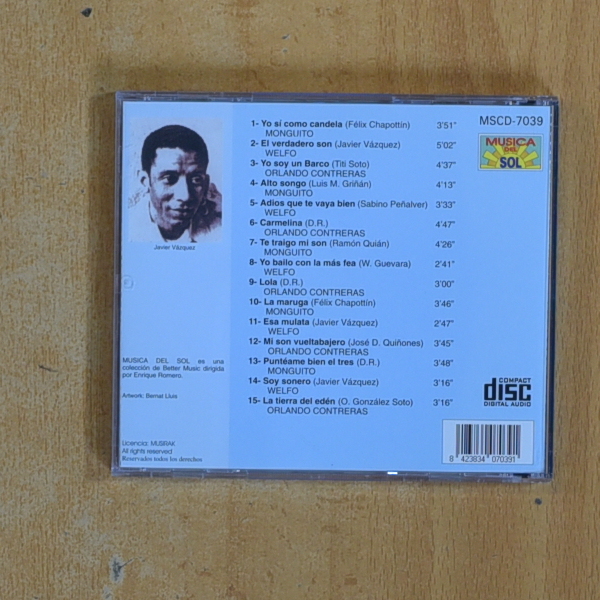 1- Yo sí como candela (Félix Chapottín) 3'51"
MONGUITO
2- El verdadero son (Javier Vázquez) 5'02"
WELFO
3- Yo soy un Barco (Titi Soto) 4'37"
ORLANDO CONTRERAS
4- Alto songo (Luis M. Griñán) 4'13"
MONGUITO
5- Adios que te vaya bien (Sabino Peñalver) 3'33"
WELFO
6- Carmelina (D.R.) 4'47"
ORLANDO CONTRERAS
7- Te traigo mi son (Ramón Quián) 4'26"
MONGUITO
8- Yo bailo con la más fea (W. Guevara) 2'41"
WELFO
9- Lola (D.R.) 3'00"
ORLANDO CONTRERAS
10- La maruga (Félix Chapottín) 3'46"
MONGUITO
11- Esa mulata (Javier Vázquez) 2'47"
WELFO
12- Mi son vueltabajero (José D. Quiñones) 3'45"
ORLANDO CONTRERAS
13- Puntéame bien el tres (D.R.) 3'48"
MONGUITO
14- Soy sonero (Javier Vázquez) 3'16"
WELFO
15- La tierra del edén (O. González Soto) 3'16"
ORLANDO CONTRERAS
MSCD-7039
MUSICA
DEL
SOL
Javier Vázquez
MUSICA DEL SOL es una
colección de Better Music dirigida
por Enrique Romero.
Artwork: Bernat Lluis
Licencia: MUSIRAK
All rights reserved
Reservados todos los derechos
COMPACT
disc
DIGITAL AUDIO
8 423834 070391